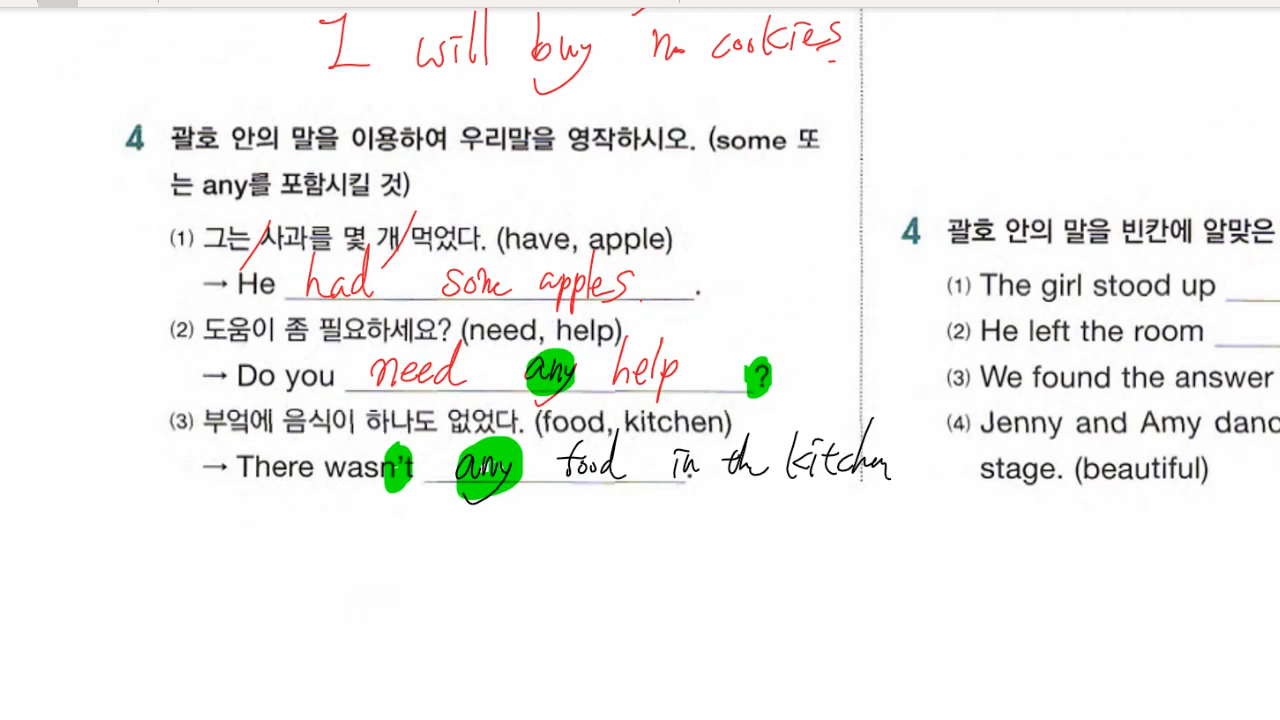 I will buy no cookies.
4 괄호 안의 말을 이용하여 우리말을 영작하시오. (some 또
는 any를 포함시킬 것)
(1) 그는 사과를 몇 개 먹었다. (have, apple)
→ He had some apples.
(2) 도움이 좀 필요하세요? (need, help)
→ Do you need any help ?
(3) 부엌에 음식이 하나도 없었다. (food, kitchen)
→ There wasn't any food in the kitchen
4 괄호 안의 말을 빈칸에 알맞은
(1) The girl stood up
(2) He left the room
(3) We found the answer
(4) Jenny and Amy danc
stage. (beautiful)